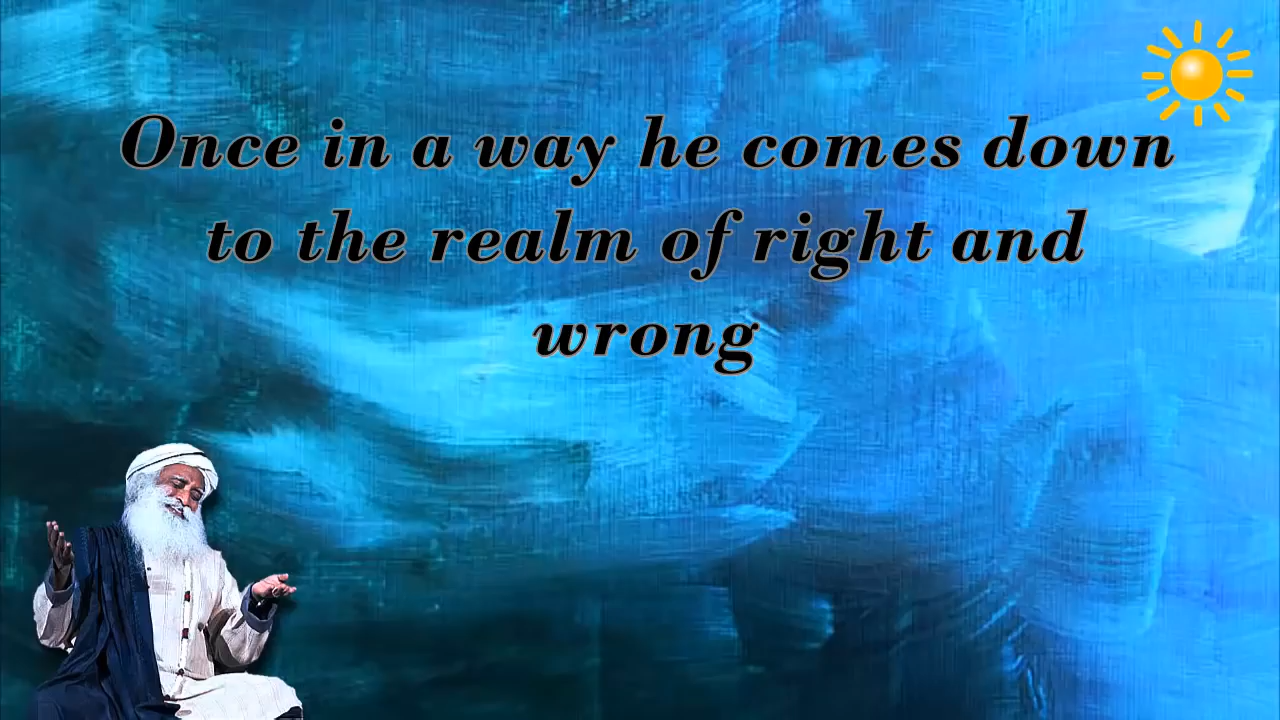 Once in a way he comes down
to the realm of right and
wrong